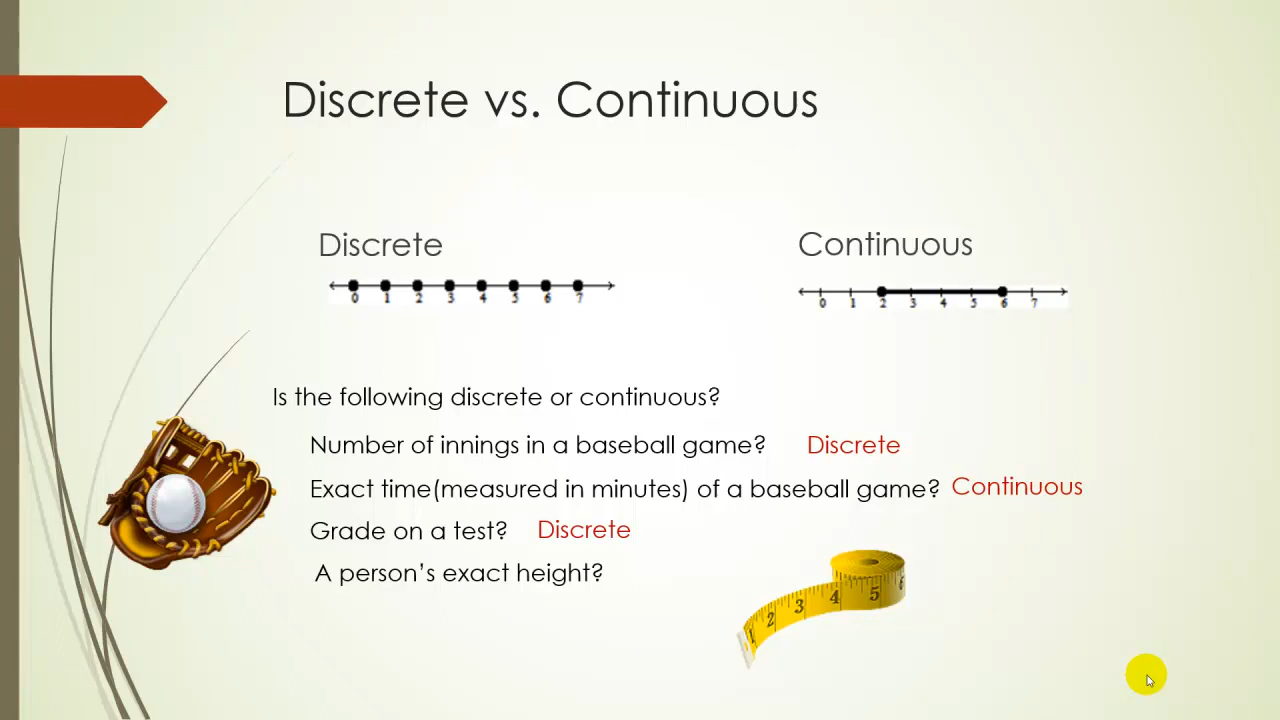 Discrete vs. Continuous
Discrete
0 1 2 3 4 5 6 7
Continuous
0 1 2 3 4 5 6 7
Is the following discrete or continuous?
Number of innings in a baseball game? Discrete
Exact time(measured in minutes) of a baseball game? Continuous
Grade on a test? Discrete
A person's exact height?
1 2 3 4 5 6